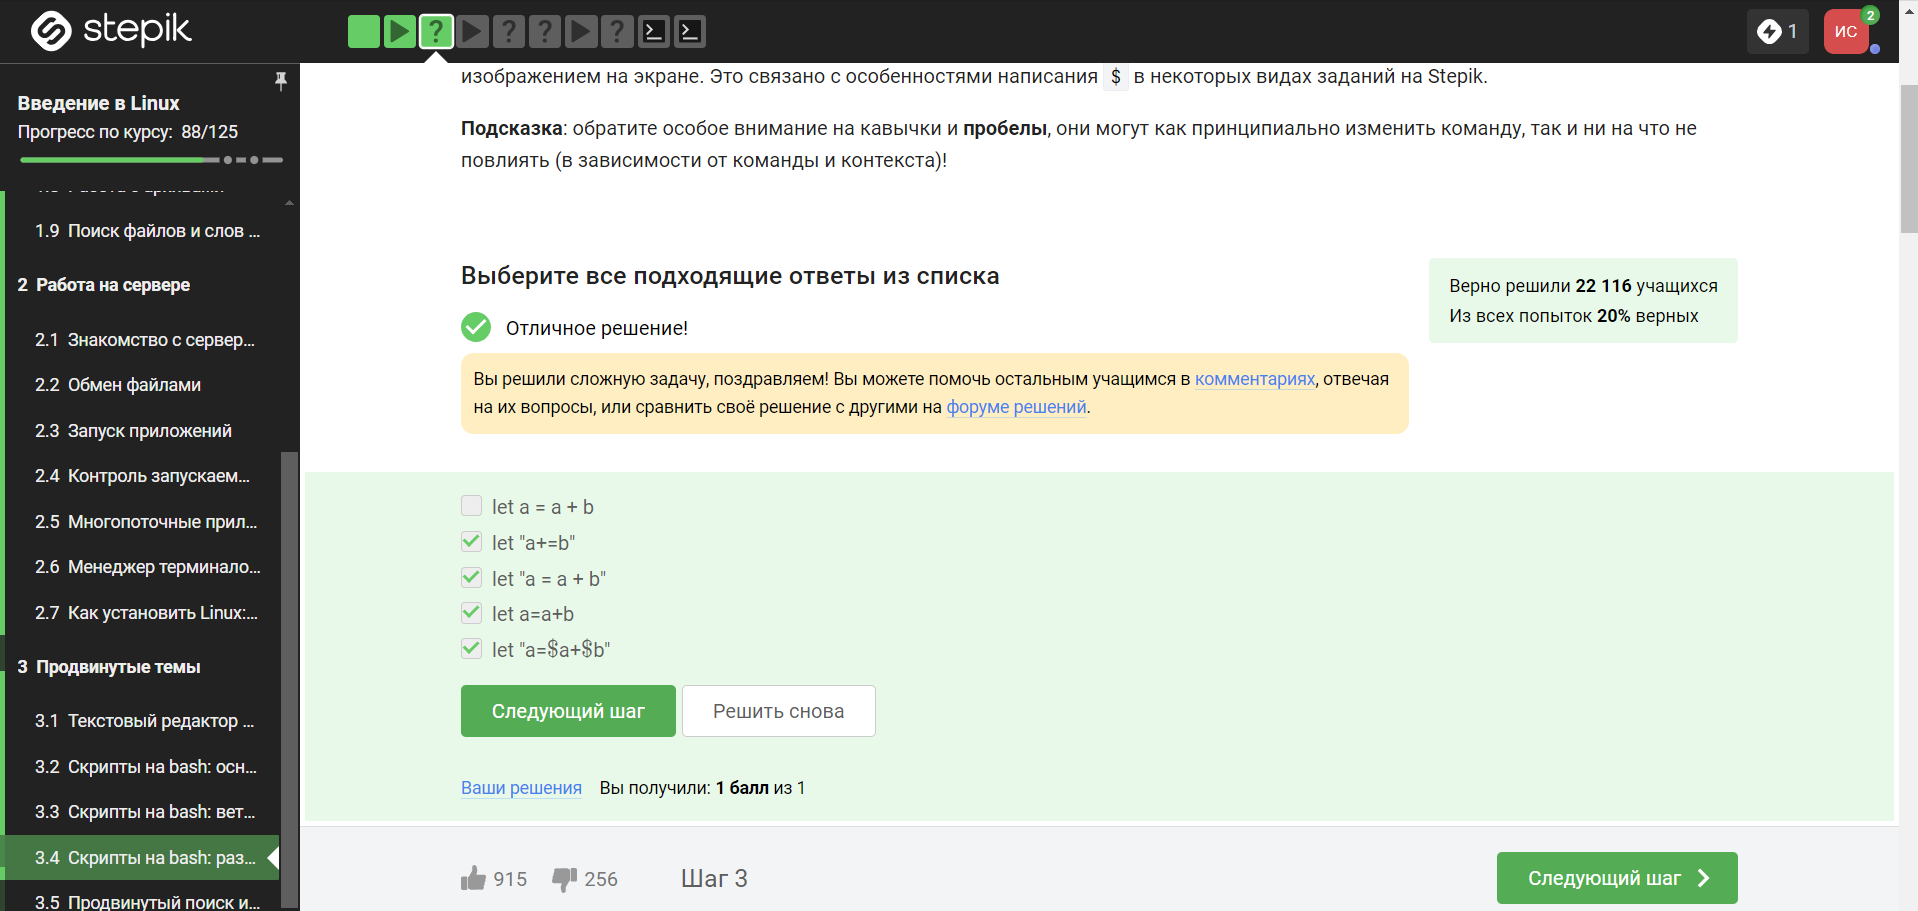 stepik
1
ИС
2
Введение в Linux
Прогресс по курсу: 88/125
1.9 Поиск файлов и слов ...
2 Работа на сервере
2.1 Знакомство с сервер...
2.2 Обмен файлами
2.3 Запуск приложений
2.4 Контроль запускаем...
2.5 Многопоточные прил...
2.6 Менеджер терминало...
2.7 Как установить Linux:...
3 Продвинутые темы
3.1 Текстовый редактор ...
3.2 Скрипты на bash: осн...
3.3 Скрипты на bash: вет...
3.4 Скрипты на bash: раз...
3.5 Продвинутый поиск и...
изображением на экране. Это связано с особенностями написания $ в некоторых видах заданий на Stepik.
Подсказка: обратите особое внимание на кавычки и пробелы, они могут как принципиально изменить команду, так и ни на что не
повлиять (в зависимости от команды и контекста)!
Выберите все подходящие ответы из списка
Верно решили 22 116 учащихся
Из всех попыток 20% верных
Отличное решение!
Вы решили сложную задачу, поздравляем! Вы можете помочь остальным учащимся в комментариях, отвечая
на их вопросы, или сравнить своё решение с другими на форуме решений.
let a = a + b
let "a+=b"
let "a = a + b"
let a=a+b
let "a=$a+$b"
Следующий шаг
Решить снова
Ваши решения Вы получили: 1 балл из 1
915 256 Шаг 3
Следующий шаг